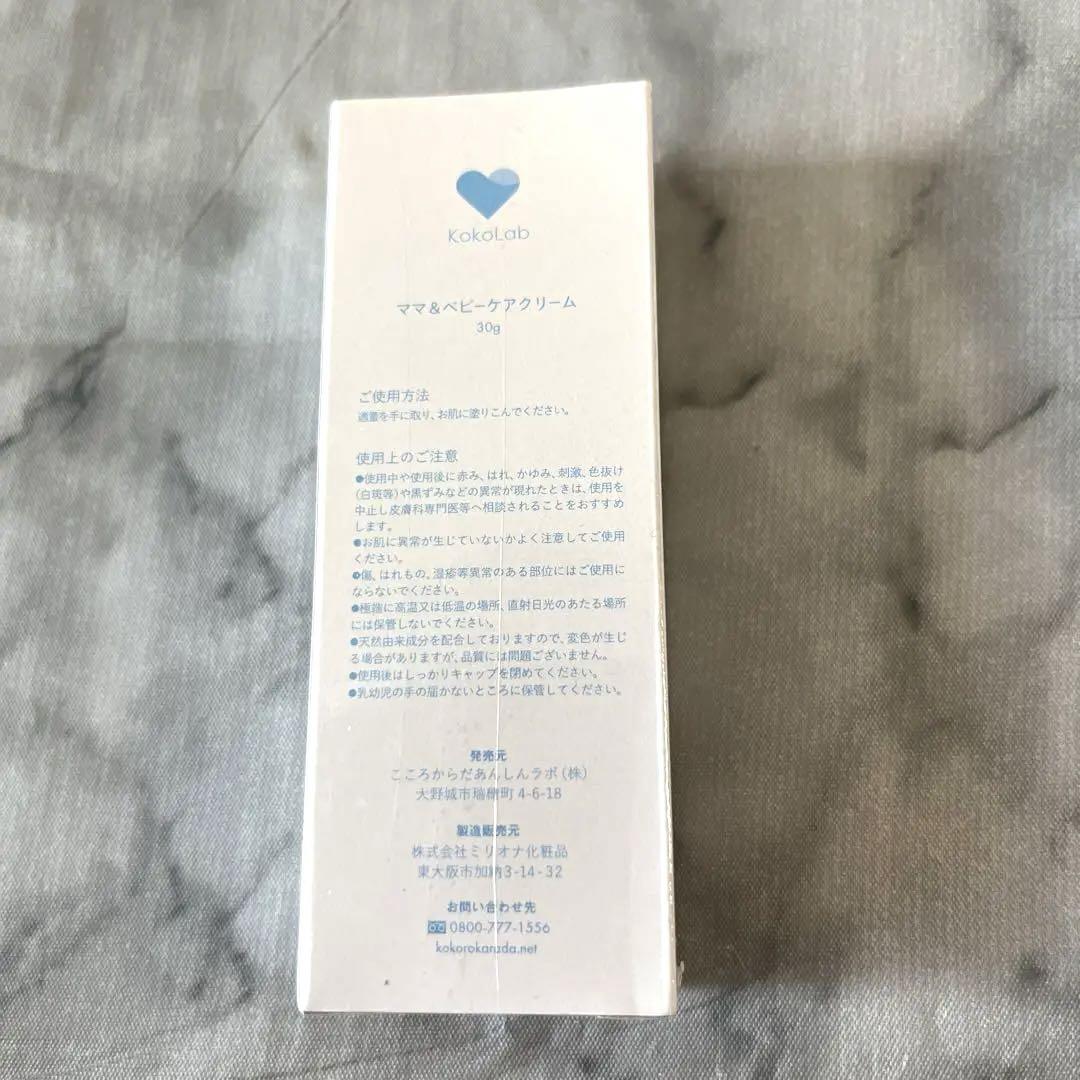 KokoLab
ママ&ベビーケアクリーム
30g
ご使用方法
適量を手に取り、お肌に塗りこんでください。
使用上のご注意
●使用中や使用後に赤み、はれ、かゆみ、刺激、色抜け
(白斑等)や黒ずみなどの異常が現れたときは、使用を
中止し皮膚科専門医等へ相談されることをおすすめ
します。
●お肌に異常が生じていないかよく注意してご使用
ください。
●傷、はれもの、湿疹等異常のある部位にはご使用に
ならないでください。
●極端に高温又は低温の場所、直射日光のあたる場所
には保管しないでください。
●天然由来成分を配合しておりますので、変色が生じ
る場合がありますが、品質には問題ございません。
●使用後はしっかりキャップを閉めてください。
●乳幼児の手の届かないところに保管してください。
発売元
こころからだあんしんラボ(株)
大野城市瑞穂町4-6-18
製造販売元
株式会社ミリオナ化粧品
東大阪市加納3-14-32
お問い合わせ先
0800-777-1556
kokorokarada.net